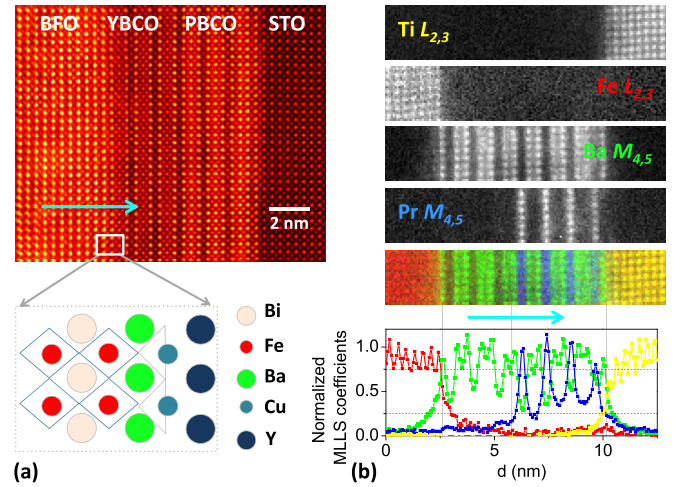 BFO YBCO PBCO STO
2 nm
Bi
Fe
Ba
Cu
Y
(a)
Ti L2,3
Fe L2,3
Ba M4,5
Pr M4,5
Normalized
MLLS coefficients
1.0
0.5
0.0
0 5 10
d (nm)
(b)